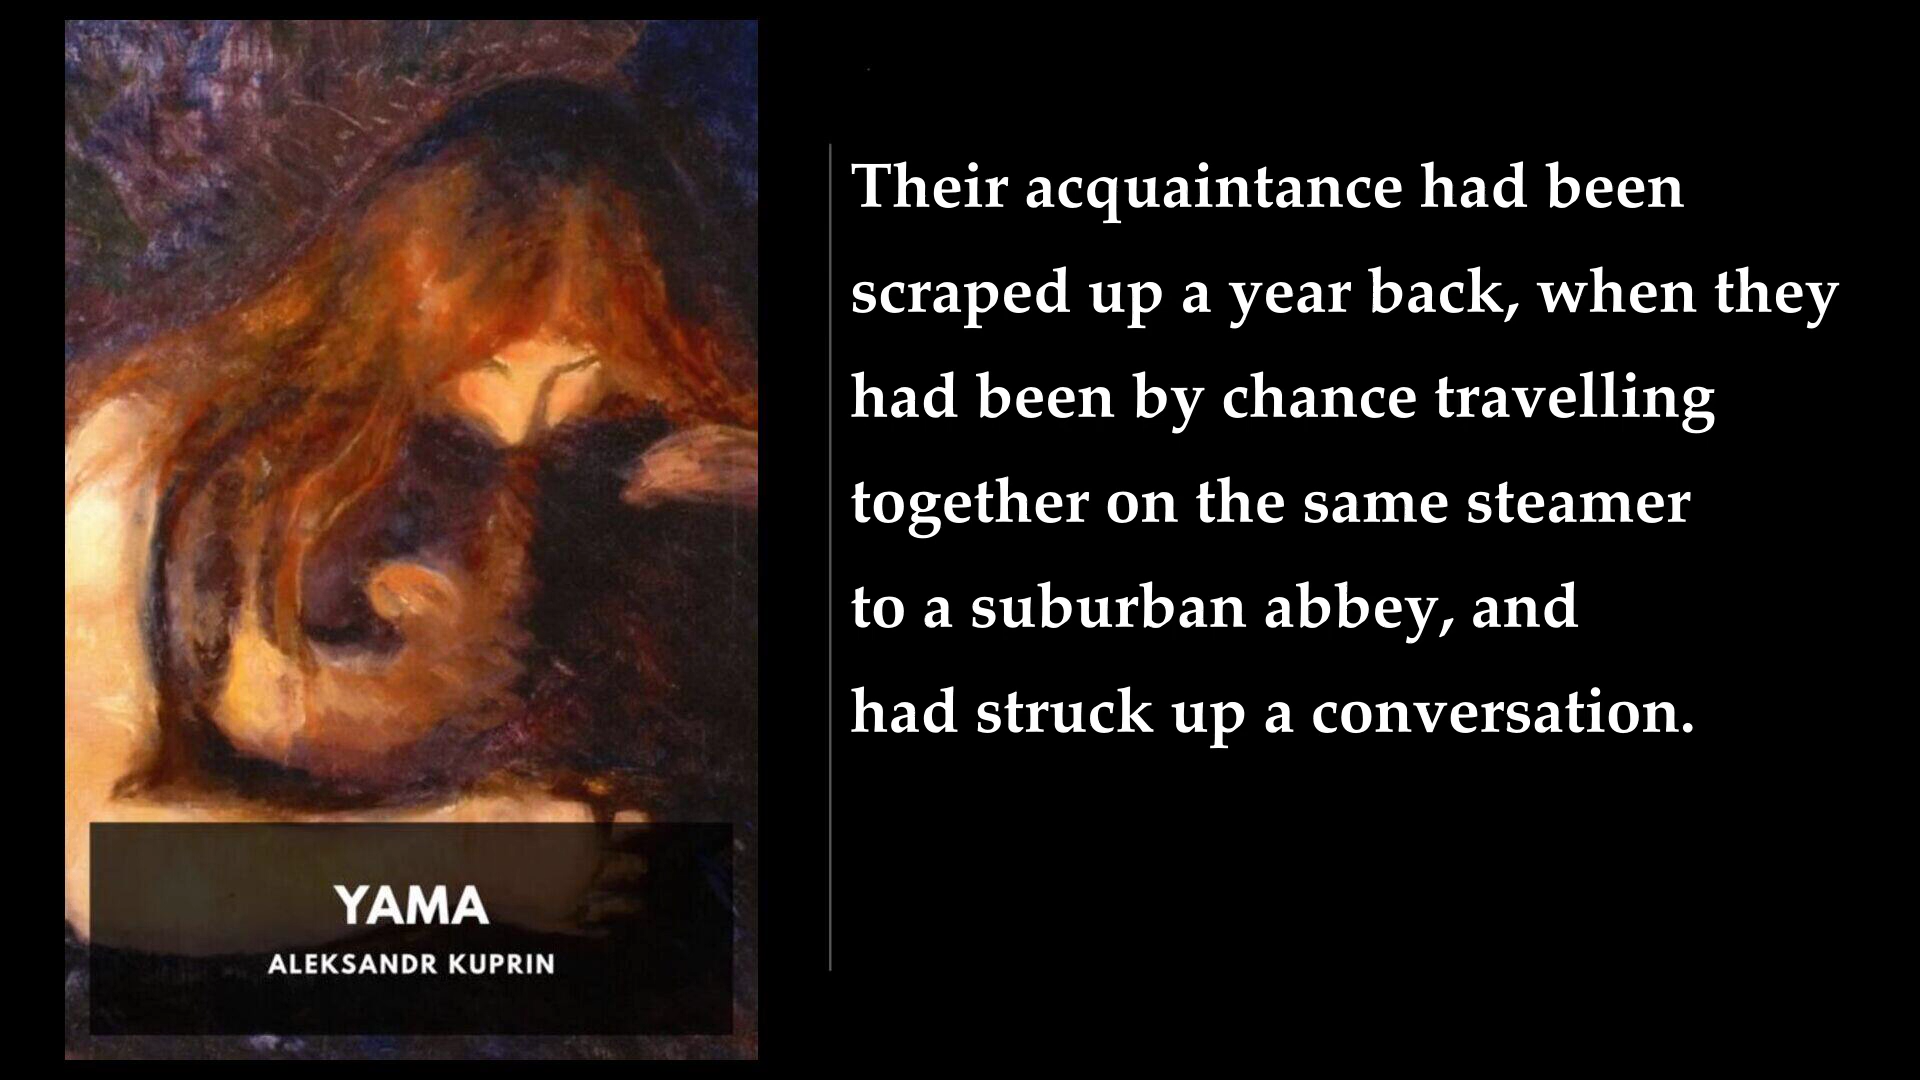 Their acquaintance had been
scraped up a year back, when they
had been by chance travelling
together on the same steamer
to a suburban abbey, and
had struck up a conversation.
YAMA
ALEKSANDR KUPRIN